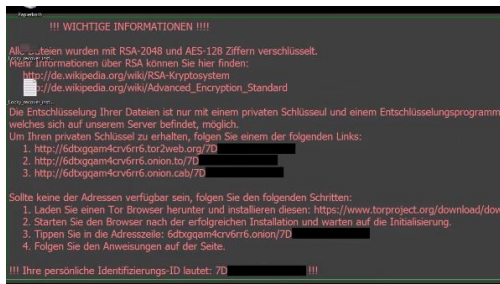 !!! WICHTIGE INFORMATIONEN !!!!
Alle Dateien wurden mit RSA-2048 und AES-128 Ziffern verschlüsselt.
Mehr Informationen über RSA können Sie hier finden:
http://de.wikipedia.org/wiki/RSA-Kryptosystem
http://de.wikipedia.org/wiki/Advanced_Encryption_Standard
Die Entschlüsselung Ihrer Dateien ist nur mit einem privaten Schlüsseul und einem Entschlüsselungsprogramm
welches sich auf unserem Server befindet, möglich.
Um Ihren privaten Schlüssel zu erhalten, folgen Sie einem der folgenden Links:
1. http://6dtxgqam4crv6rr6.tor2web.org/7D
2. http://6dtxgqam4crv6rr6.onion.to/7D
3. http://6dtxgqam4crv6rr6.onion.cab/7D
Sollte keine der Adressen verfügbar sein, folgen Sie den folgenden Schritten:
1. Laden Sie einen Tor Browser herunter und installieren diesen: https://www.torproject.org/download/dow
2. Starten Sie den Browser nach der erfolgreichen Installation und warten auf die Initialisierung.
3. Tippen Sie in die Adresszeile: 6dtxgqam4crv6rr6.onion/7D
4. Folgen Sie den Anweisungen auf der Seite.
!!! Ihre persönliche Identifizierungs-ID lautet: 7D !!!